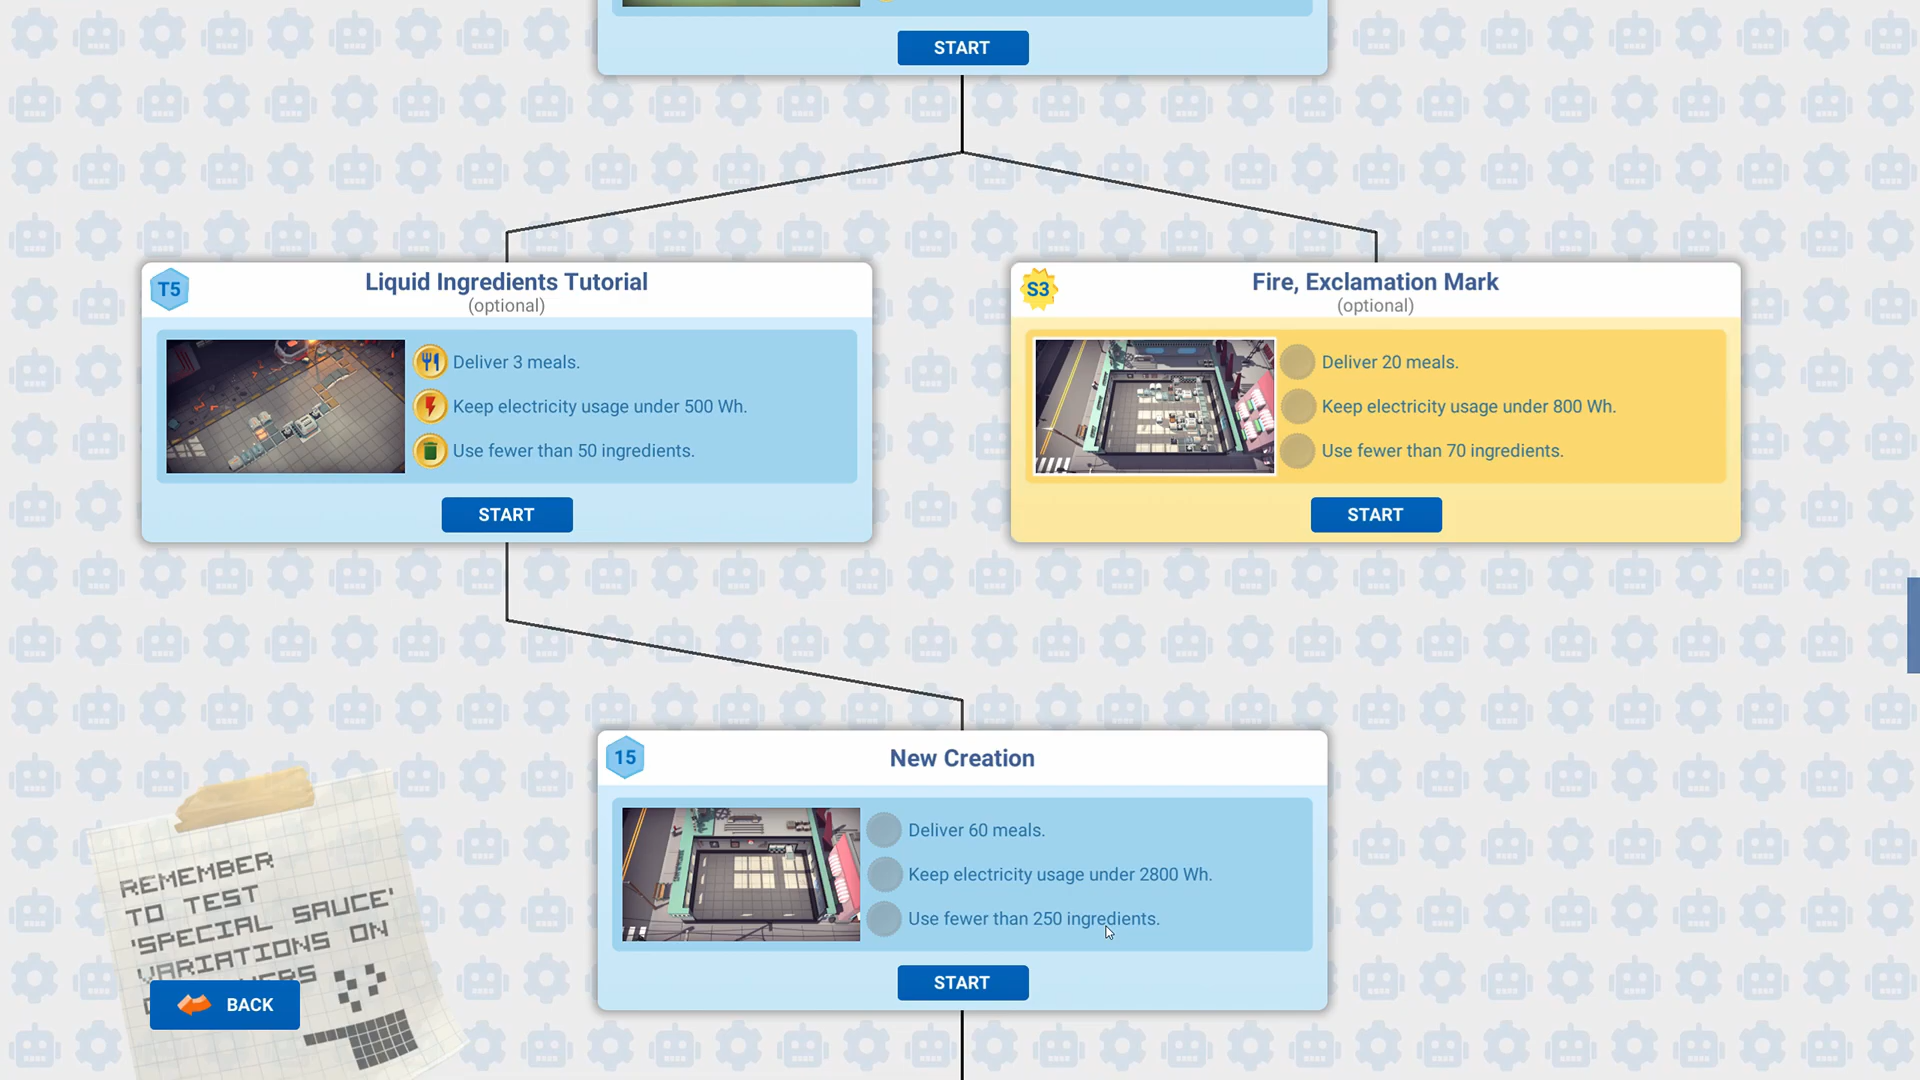 START
T5
Liquid Ingredients Tutorial
(optional)
Deliver 3 meals.
Keep electricity usage under 500 Wh.
Use fewer than 50 ingredients.
START
S3
Fire, Exclamation Mark
(optional)
Deliver 20 meals.
Keep electricity usage under 800 Wh.
Use fewer than 70 ingredients.
START
15
New Creation
Deliver 60 meals.
Keep electricity usage under 2800 Wh.
Use fewer than 250 ingredients.
START
REMEMBER
TO TEST
'SPECIAL SAUCE'
VARIATIONS ON
BACK